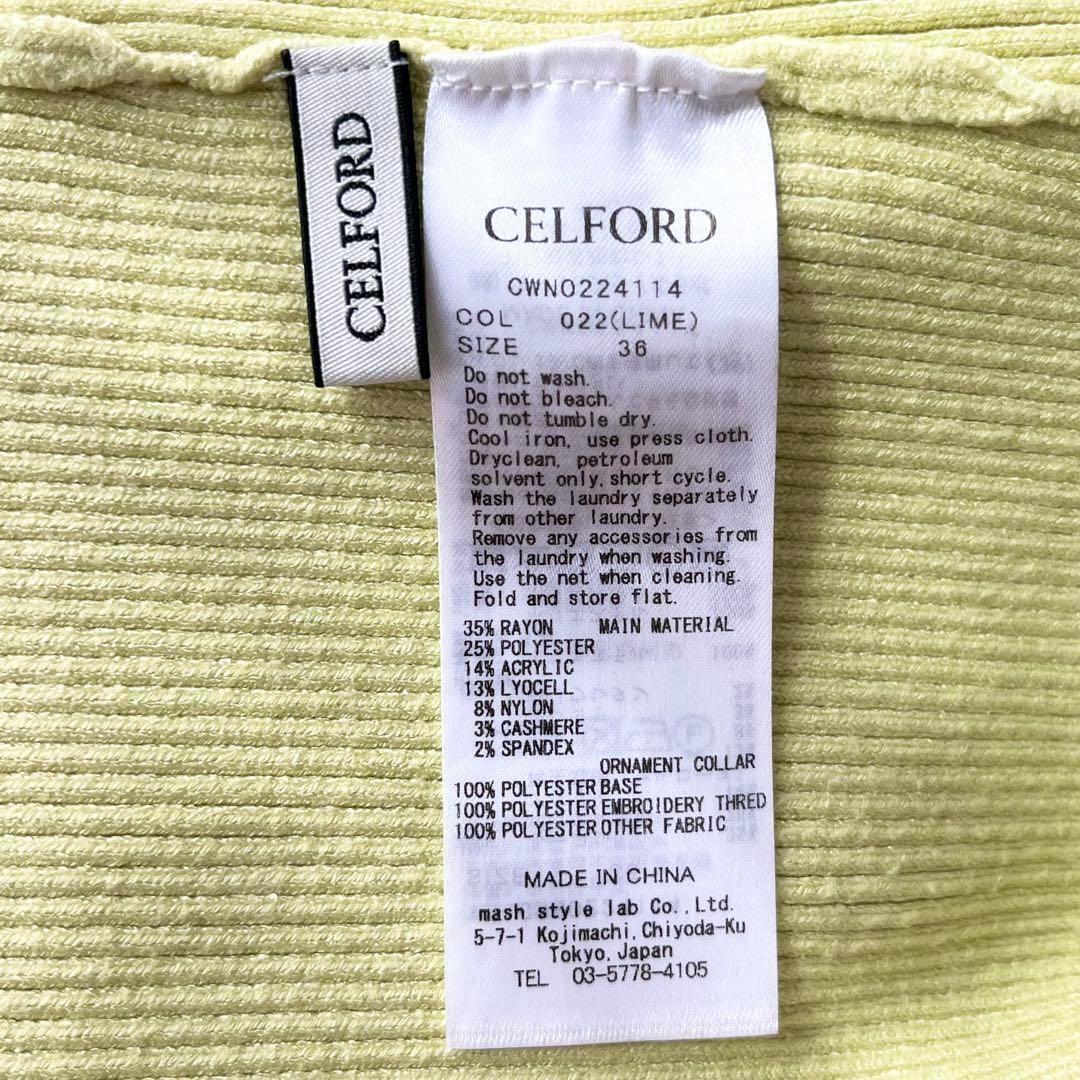 CELFORD
CELFORD
CWNO224114
COL 022(LIME)
SIZE 36
Do not wash.
Do not bleach.
Do not tumble dry.
Cool iron, use press cloth.
Dryclean, petroleum
solvent only, short cycle.
Wash the laundry separately
from other laundry.
Remove any accessories from
the laundry when washing.
Use the net when cleaning.
Fold and store flat.
35% RAYON MAIN MATERIAL
25% POLYESTER
14% ACRYLIC
13% LYOCELL
8% NYLON
3% CASHMERE
2% SPANDEX
ORNAMENT COLLAR
100% POLYESTER BASE
100% POLYESTER EMBROIDERY THRED
100% POLYESTER OTHER FABRIC
MADE IN CHINA
mash style lab Co., Ltd.
5-7-1 Kojimachi, Chiyoda-Ku
Tokyo, Japan
TEL 03-5778-4105